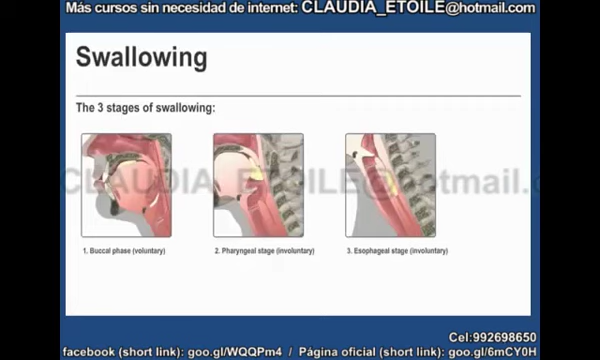 Más cursos sin necesidad de internet: CLAUDIA_ETOILE@hotmail.com
Swallowing
The 3 stages of swallowing:
CLAUDIA_ETOILE@hotmail.c
1. Buccal phase (voluntary)
2. Pharyngeal stage (involuntary)
3. Esophageal stage (involuntary)
Cel:992698650
facebook (short link): goo.gl/WQQPm4 / Página oficial (short link): goo.gl/6mCY0H